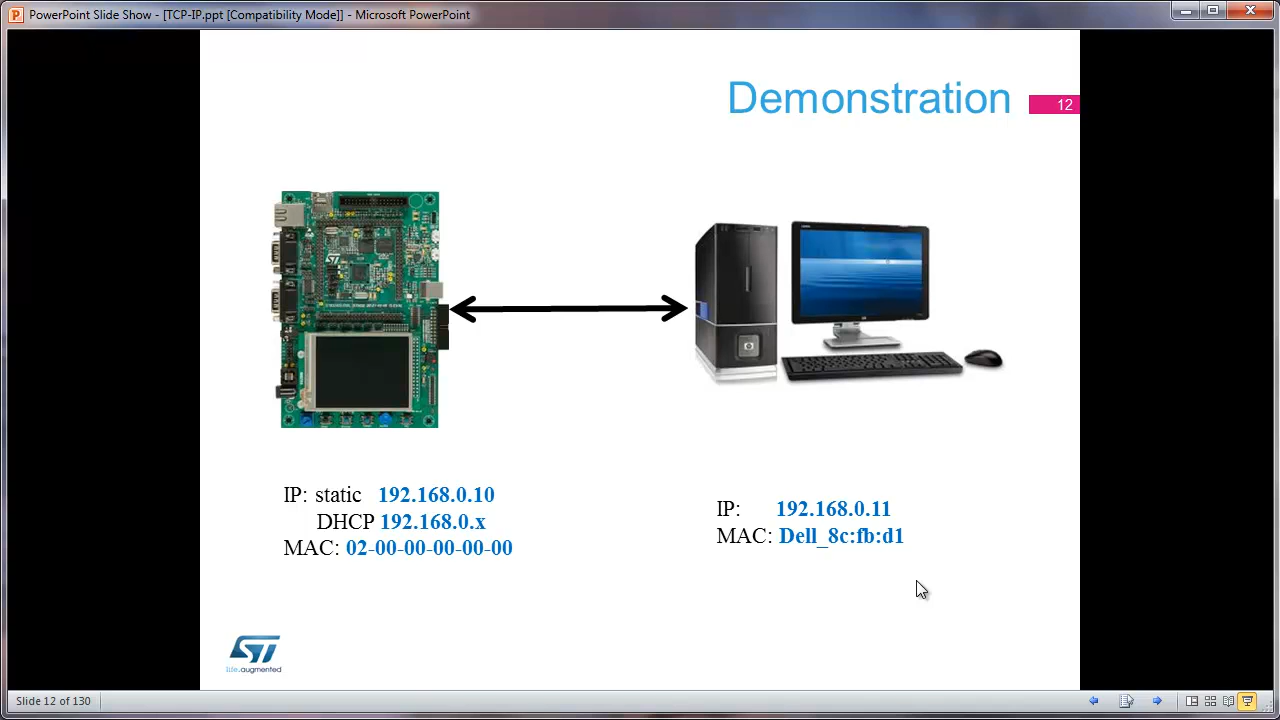 PowerPoint Slide Show - [TCP-IP.ppt [Compatibility Mode]] - Microsoft PowerPoint
Demonstration
12
IP: static 192.168.0.10
DHCP 192.168.0.x
MAC: 02-00-00-00-00-00
IP: 192.168.0.11
MAC: Dell_8c:fb:d1
ST
life.augmented
Slide 12 of 130